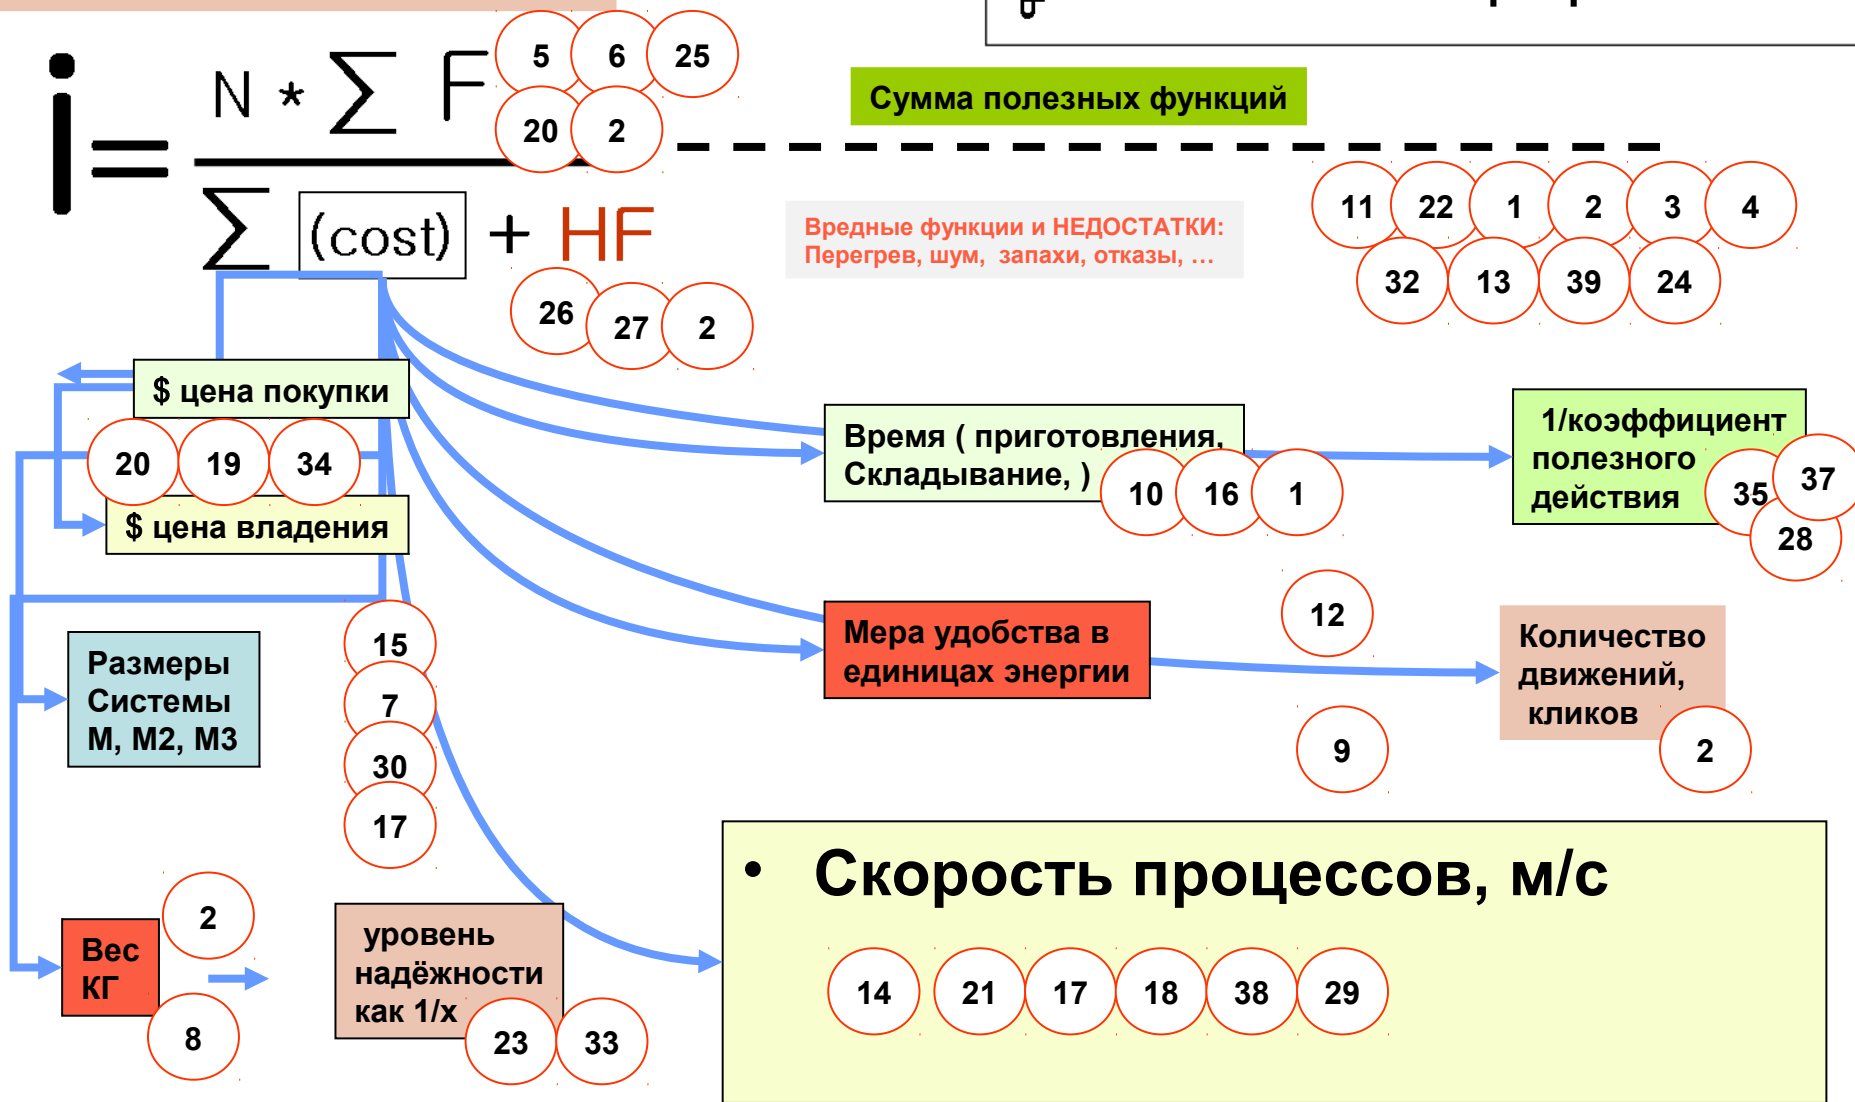 5 6 25
i = N * ∑ F
20 2
∑ (cost) + HF
Сумма полезных функций
Вредные функции и НЕДОСТАТКИ:
Перегрев, шум, запахи, отказы, …
11 22 1 2 3 4
32 13 39 24
26 27 2
$ цена покупки
20 19 34
$ цена владения
Время ( приготовления,
Складывание, )
10 16 1
1/коэффициент
полезного
действия
35 37
28
Размеры
Системы
М, М2, М3
15
7
30
17
Мера удобства в
единицах энергии
12
9
Количество
движений,
кликов
2
Вес
КГ
2
8
уровень
надёжности
как 1/х
23 33
• Скорость процессов, м/с
14 21 17 18 38 29